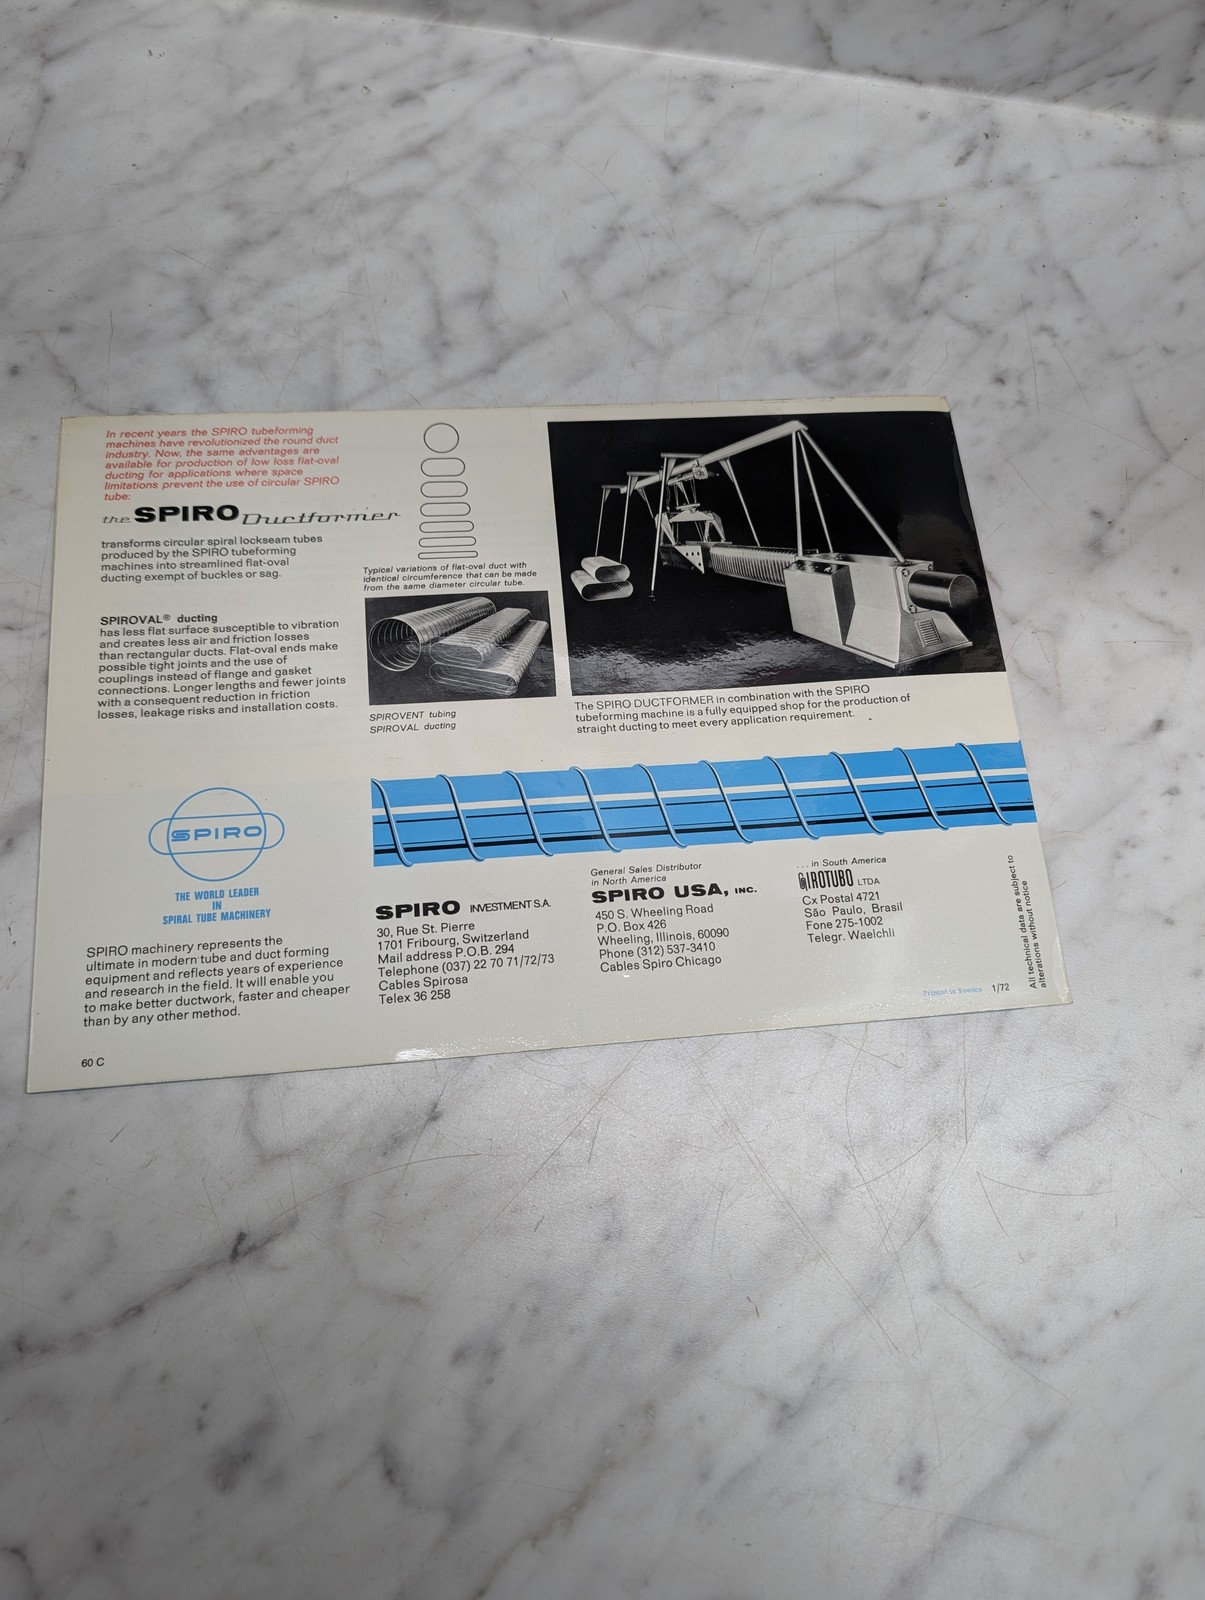 In recent years the SPIRO tubeforming
machines have revolutionized the round duct
industry. Now, the same advantages are
available for production of low loss flat-oval
ducting for applications where space
limitations prevent the use of circular SPIRO
tube:
the SPIRO Ductformer
transforms circular spiral lockseam tubes
produced by the SPIRO tubeforming
machines into streamlined flat-oval
ducting exempt of buckles or sag.
SPIROVAL® ducting
has less flat surface susceptible to vibration
and creates less air and friction losses
than rectangular ducts. Flat-oval ends make
possible tight joints and the use of
couplings instead of flange and gasket
connections. Longer lengths and fewer joints
with a consequent reduction in friction
losses, leakage risks and installation costs.
Typical variations of flat-oval duct with
identical circumference that can be made
from the same diameter circular tube.
SPIROVENT tubing
SPIROVAL ducting
The SPIRO DUCTFORMER in combination with the SPIRO
tubeforming machine is a fully equipped shop for the production of
straight ducting to meet every application requirement.
SPIRO
THE WORLD LEADER
IN
SPIRAL TUBE MACHINERY
SPIRO machinery represents the
ultimate in modern tube and duct forming
equipment and reflects years of experience
and research in the field. It will enable you
to make better ductwork, faster and cheaper
than by any other method.
60 C
SPIRO INVESTMENT S.A.
30, Rue St. Pierre
1701 Fribourg, Switzerland
Mail address P.O.B. 294
Telephone (037) 22 70 71/72/73
Cables Spirosa
Telex 36 258
General Sales Distributor
in North America
SPIRO USA, INC.
450 S. Wheeling Road
P.O. Box 426
Wheeling, Illinois, 60090
Phone (312) 537-3410
Cables Spiro Chicago
... in South America
GIROTUBO LTDA
Cx Postal 4721
São Paulo, Brasil
Fone 275-1002
Telegr. Waelchli
Printed in Sweden 1/72
All technical data are subject to
alterations without notice